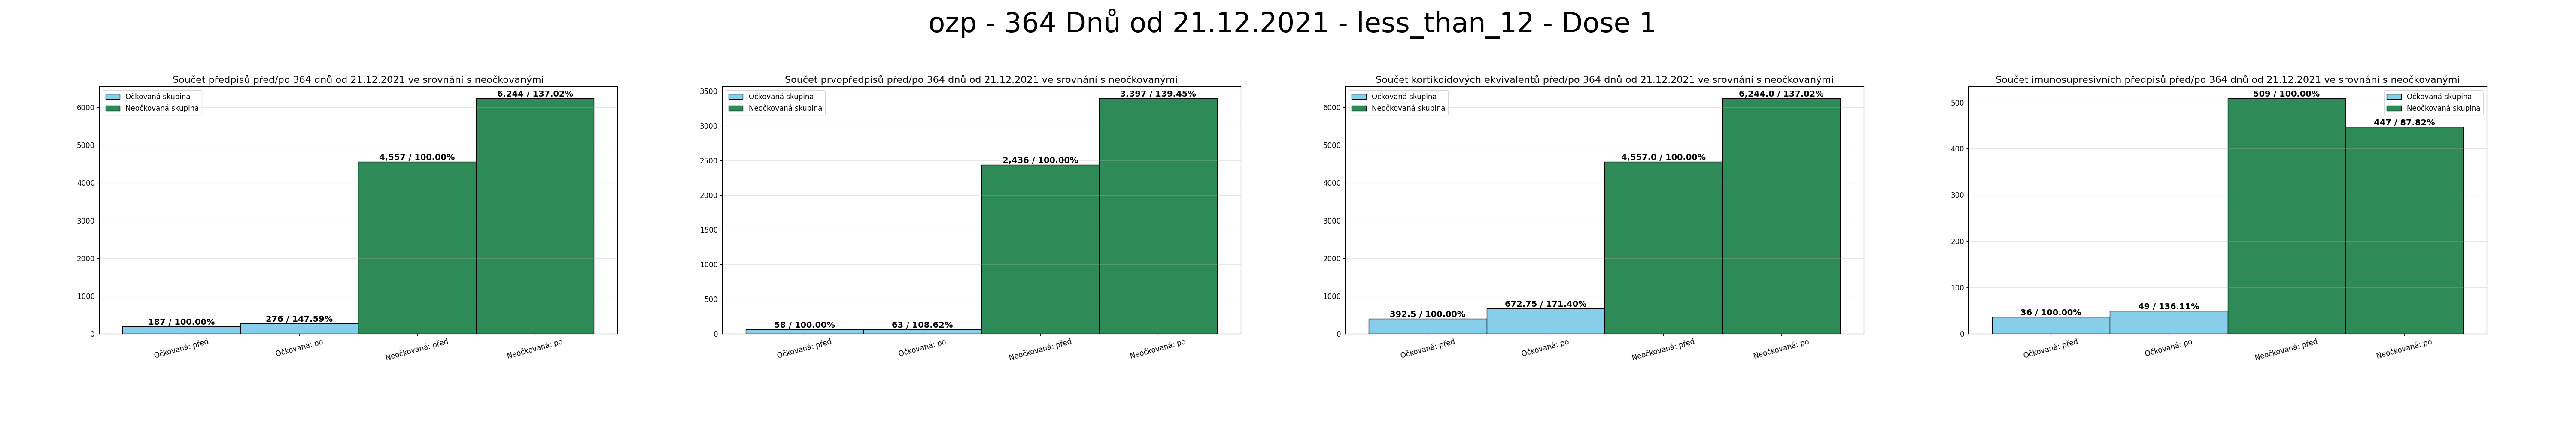 ozp - 364 Dnů od 21.12.2021 - less_than_12 - Dose 1
Součet předpisů před/po 364 dnů od 21.12.2021 ve srovnání s neočkovanými
Očkovaná skupina
Neočkovaná skupina
6000
5000
4000
3000
2000
1000
0
187 / 100.00%
276 / 147.59%
4,557 / 100.00%
6,244 / 137.02%
Očkovaná: před
Očkovaná: po
Neočkovaná: před
Neočkovaná: po
Součet prvopředpisů před/po 364 dnů od 21.12.2021 ve srovnání s neočkovanými
Očkovaná skupina
Neočkovaná skupina
3500
3000
2500
2000
1500
1000
500
0
58 / 100.00%
63 / 108.62%
2,436 / 100.00%
3,397 / 139.45%
Očkovaná: před
Očkovaná: po
Neočkovaná: před
Neočkovaná: po
Součet kortikoidových ekvivalentů před/po 364 dnů od 21.12.2021 ve srovnání s neočkovanými
Očkovaná skupina
Neočkovaná skupina
6000
5000
4000
3000
2000
1000
0
392.5 / 100.00%
672.75 / 171.40%
4,557.0 / 100.00%
6,244.0 / 137.02%
Očkovaná: před
Očkovaná: po
Neočkovaná: před
Neočkovaná: po
Součet imunosupresivních předpisů před/po 364 dnů od 21.12.2021 ve srovnání s neočkovanými
Očkovaná skupina
Neočkovaná skupina
500
400
300
200
100
0
36 / 100.00%
49 / 136.11%
509 / 100.00%
447 / 87.82%
Očkovaná: před
Očkovaná: po
Neočkovaná: před
Neočkovaná: po